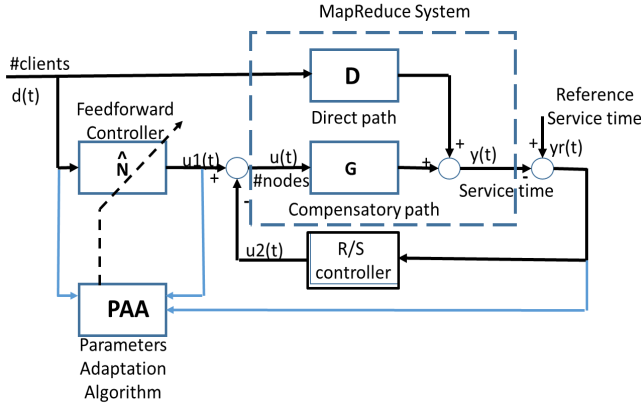 MapReduce System
#clients
d(t)
Feedforward
Controller
D
Direct path
Reference
Service time
+
+
yr(t)
^
N
u1(t)
+
u(t)
#nodes
G
+
y(t)
-
Service time
-
Compensatory path
u2(t)
R/S
controller
PAA
Parameters
Adaptation
Algorithm